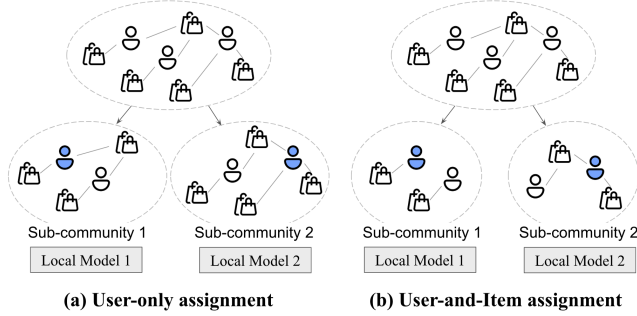 Sub-community 1
Sub-community 2
Local Model 1
Local Model 2
(a) User-only assignment
Sub-community 1
Sub-community 2
Local Model 1
Local Model 2
(b) User-and-Item assignment